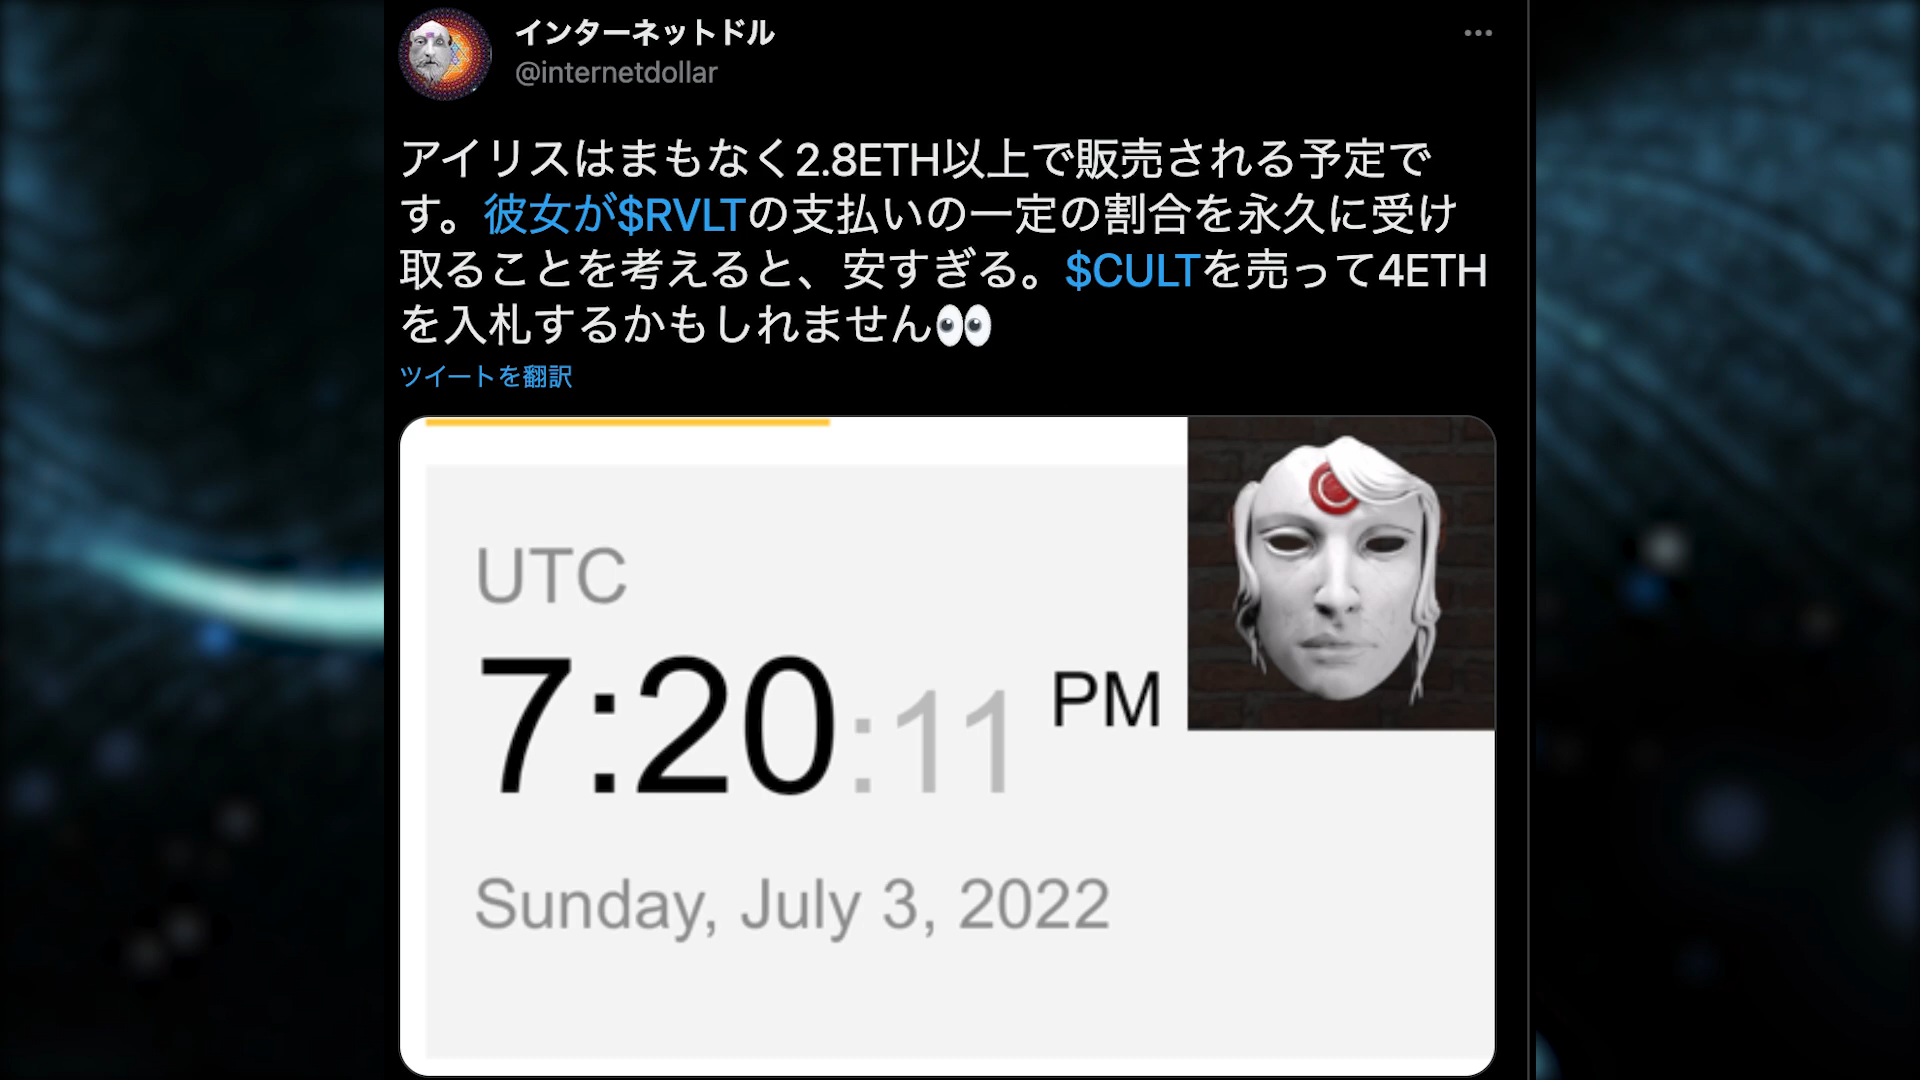 インターネットドル
@internetdollar
アイリスはまもなく2.8ETH以上で販売される予定で
す。彼女が$RVLTの支払いの一定の割合を永久に受け
取ることを考えると、安すぎる。$CULTを売って4ETH
を入札するかもしれません👀
ツイートを翻訳
UTC
7:20:11 PM
Sunday, July 3, 2022